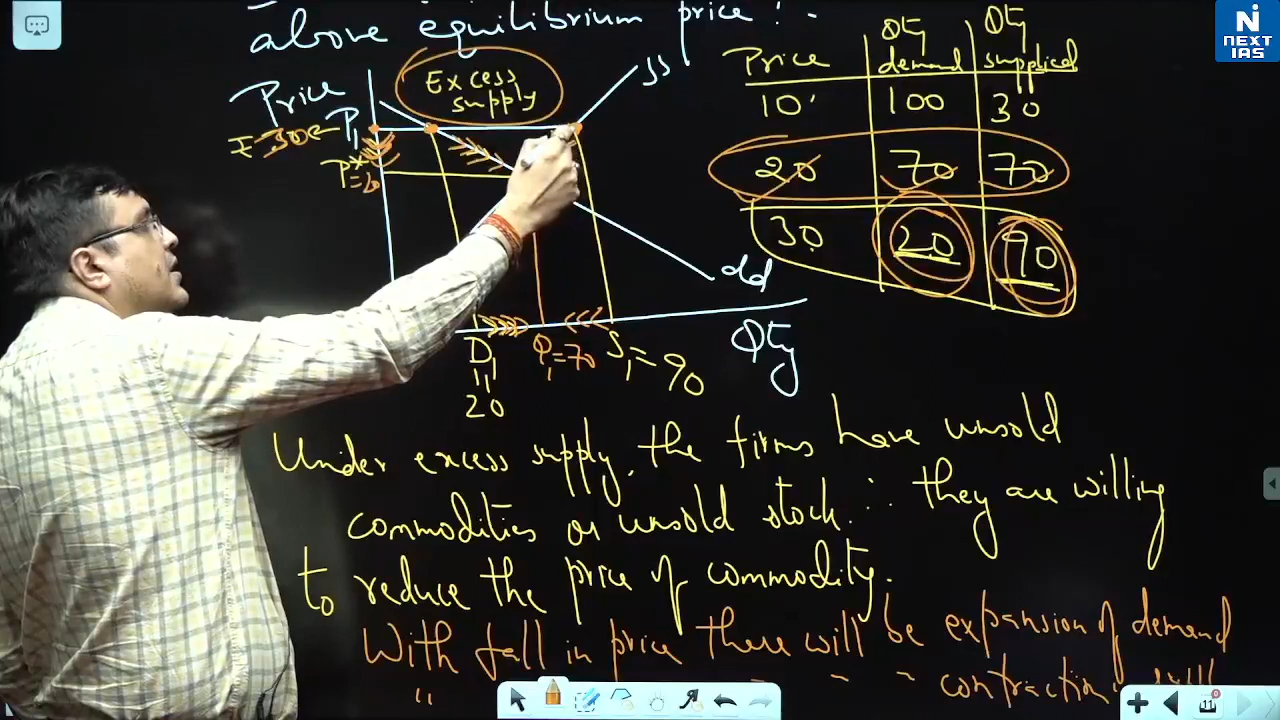 above equilibrium price? -
Price
Excess
supply
ss
₹30 ← P₁
P*
=20
dd
Qty
D₁
"
20
Q₁=70
S₁ = 90
Price
Qty
demand
Qty
supplied
10
100
30
20
70
70
30
20
90
Under excess supply, the firms have unsold
commodities or unsold stock. ∴ they are willing
to reduce the price of commodity.
With fall in price there will be expansion of demand
" - " " contraction
NEXT
IAS